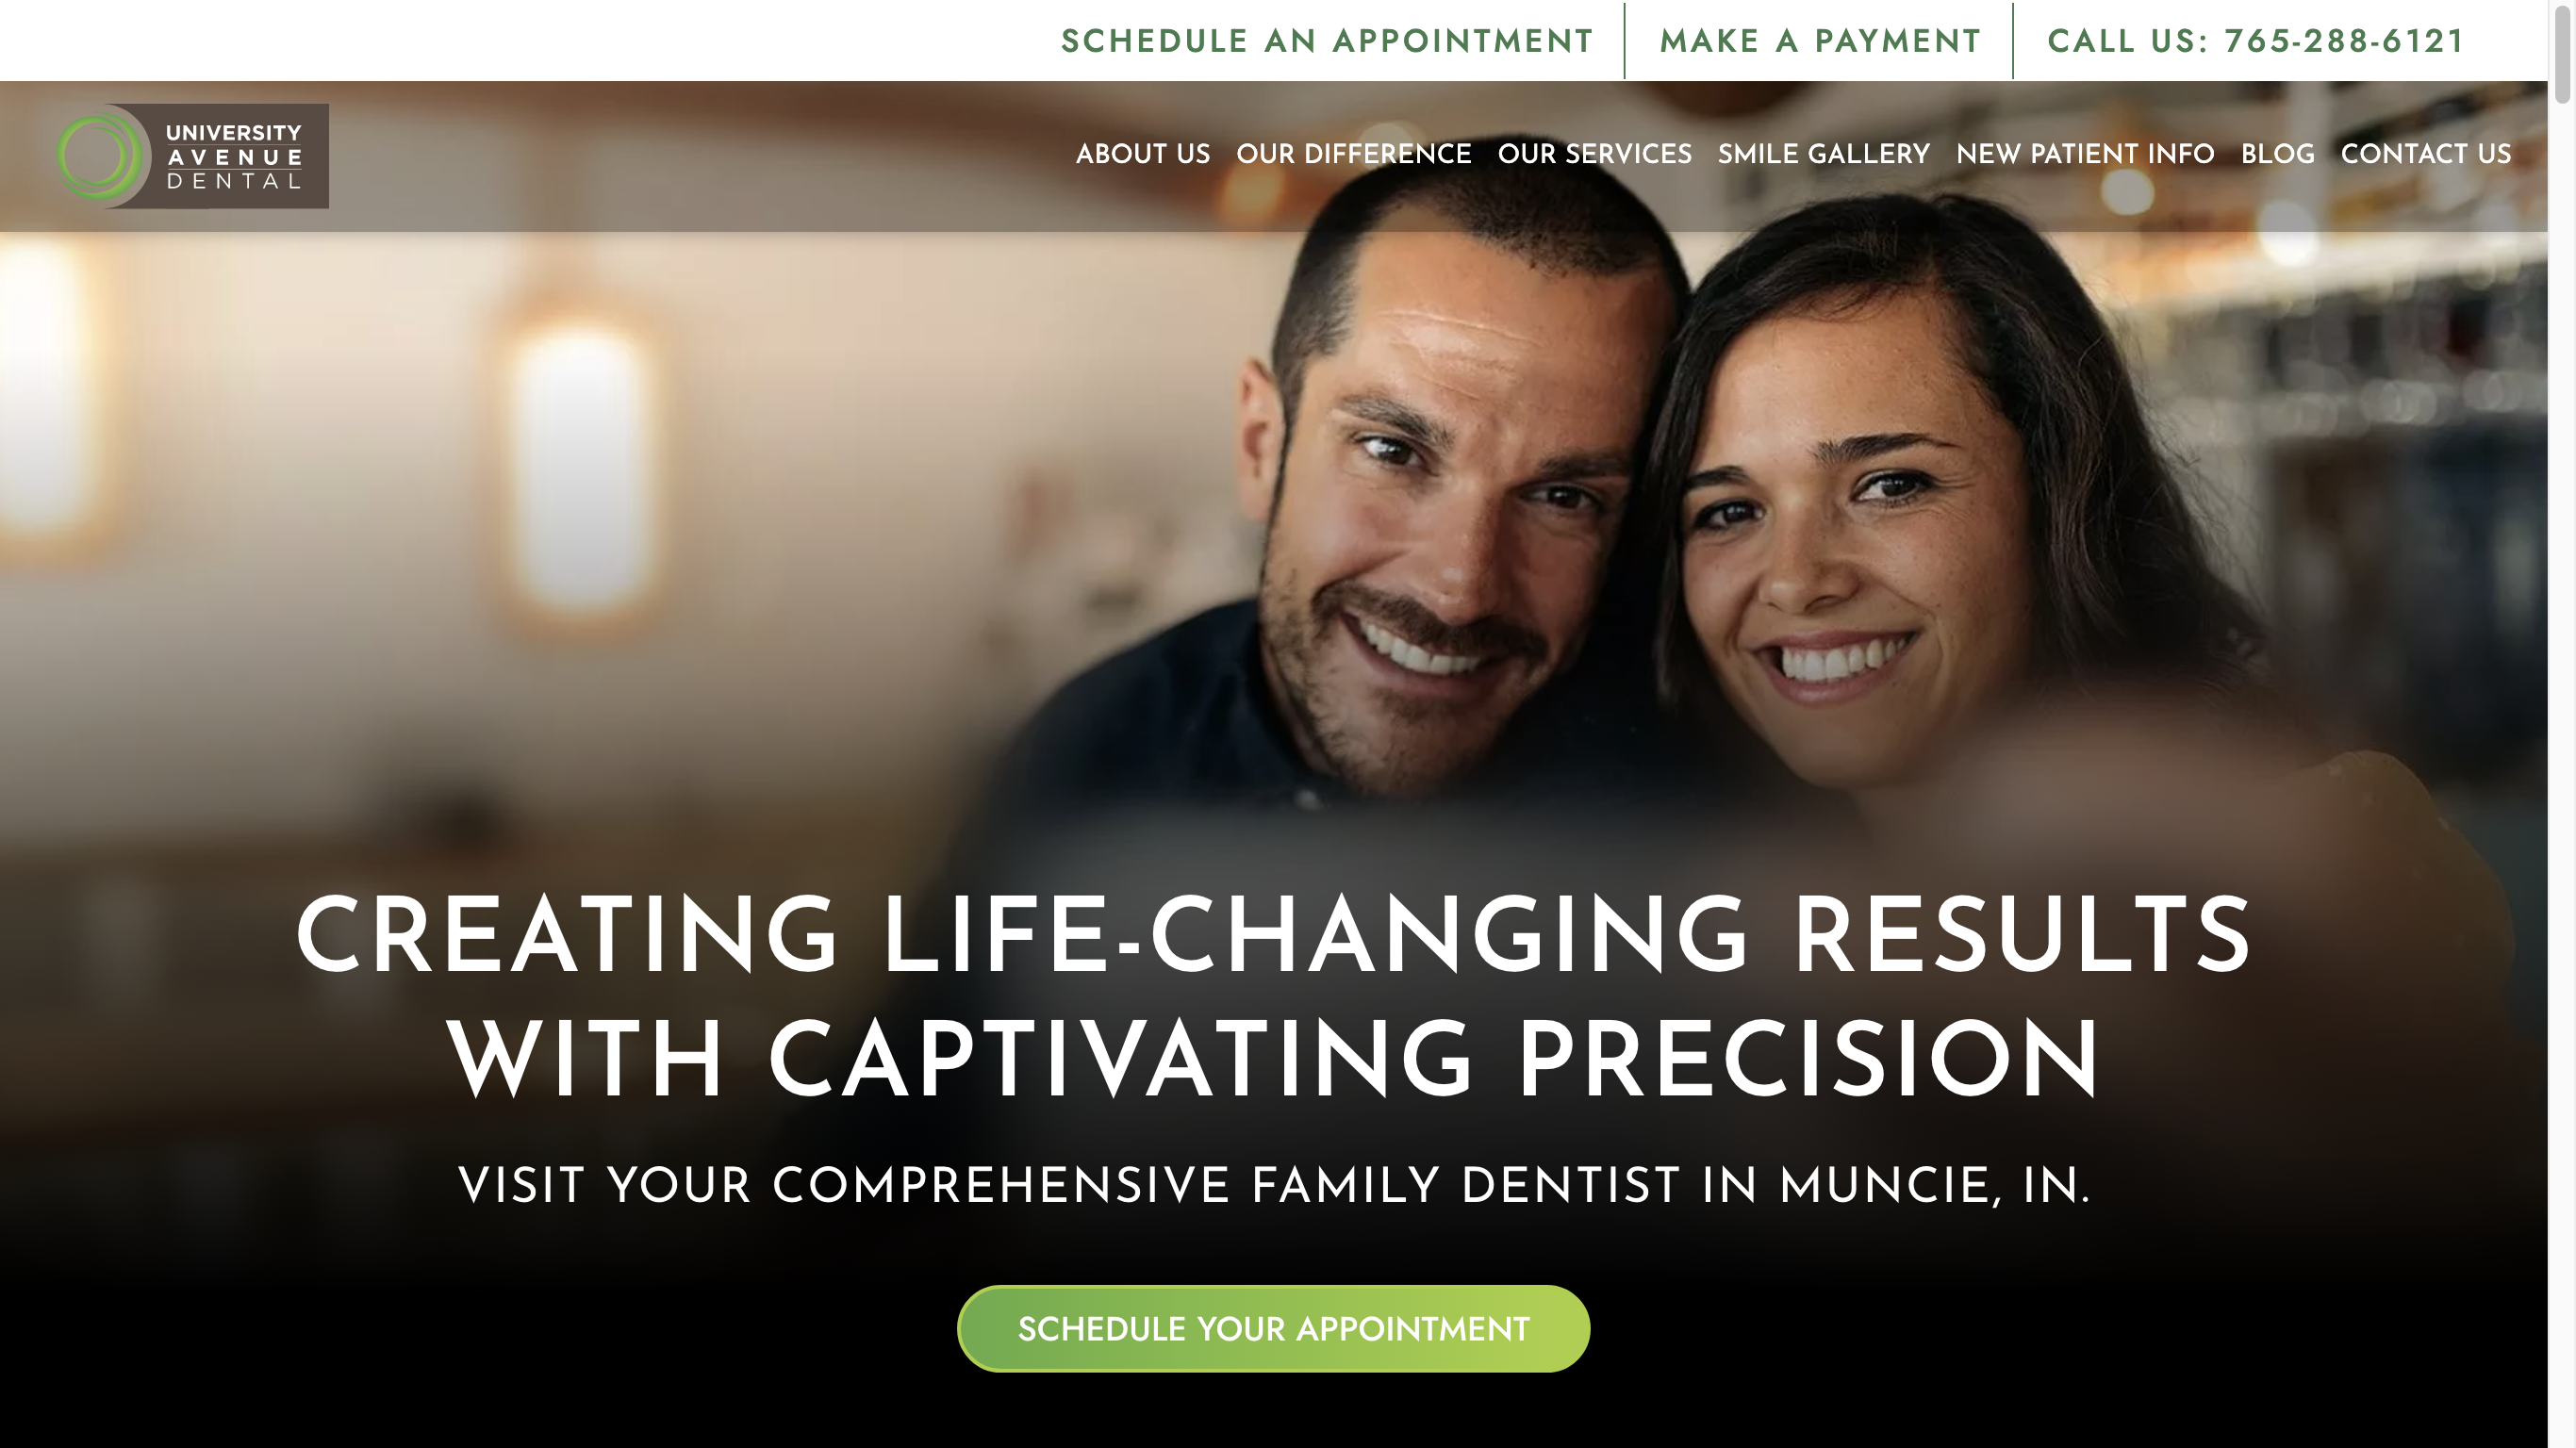 SCHEDULE AN APPOINTMENT
MAKE A PAYMENT
CALL US: 765-288-6121
UNIVERSITY
AVENUE
DENTAL
ABOUT US
OUR DIFFERENCE
OUR SERVICES
SMILE GALLERY
NEW PATIENT INFO
BLOG
CONTACT US
CREATING LIFE-CHANGING RESULTS
WITH CAPTIVATING PRECISION
VISIT YOUR COMPREHENSIVE FAMILY DENTIST IN MUNCIE, IN.
SCHEDULE YOUR APPOINTMENT